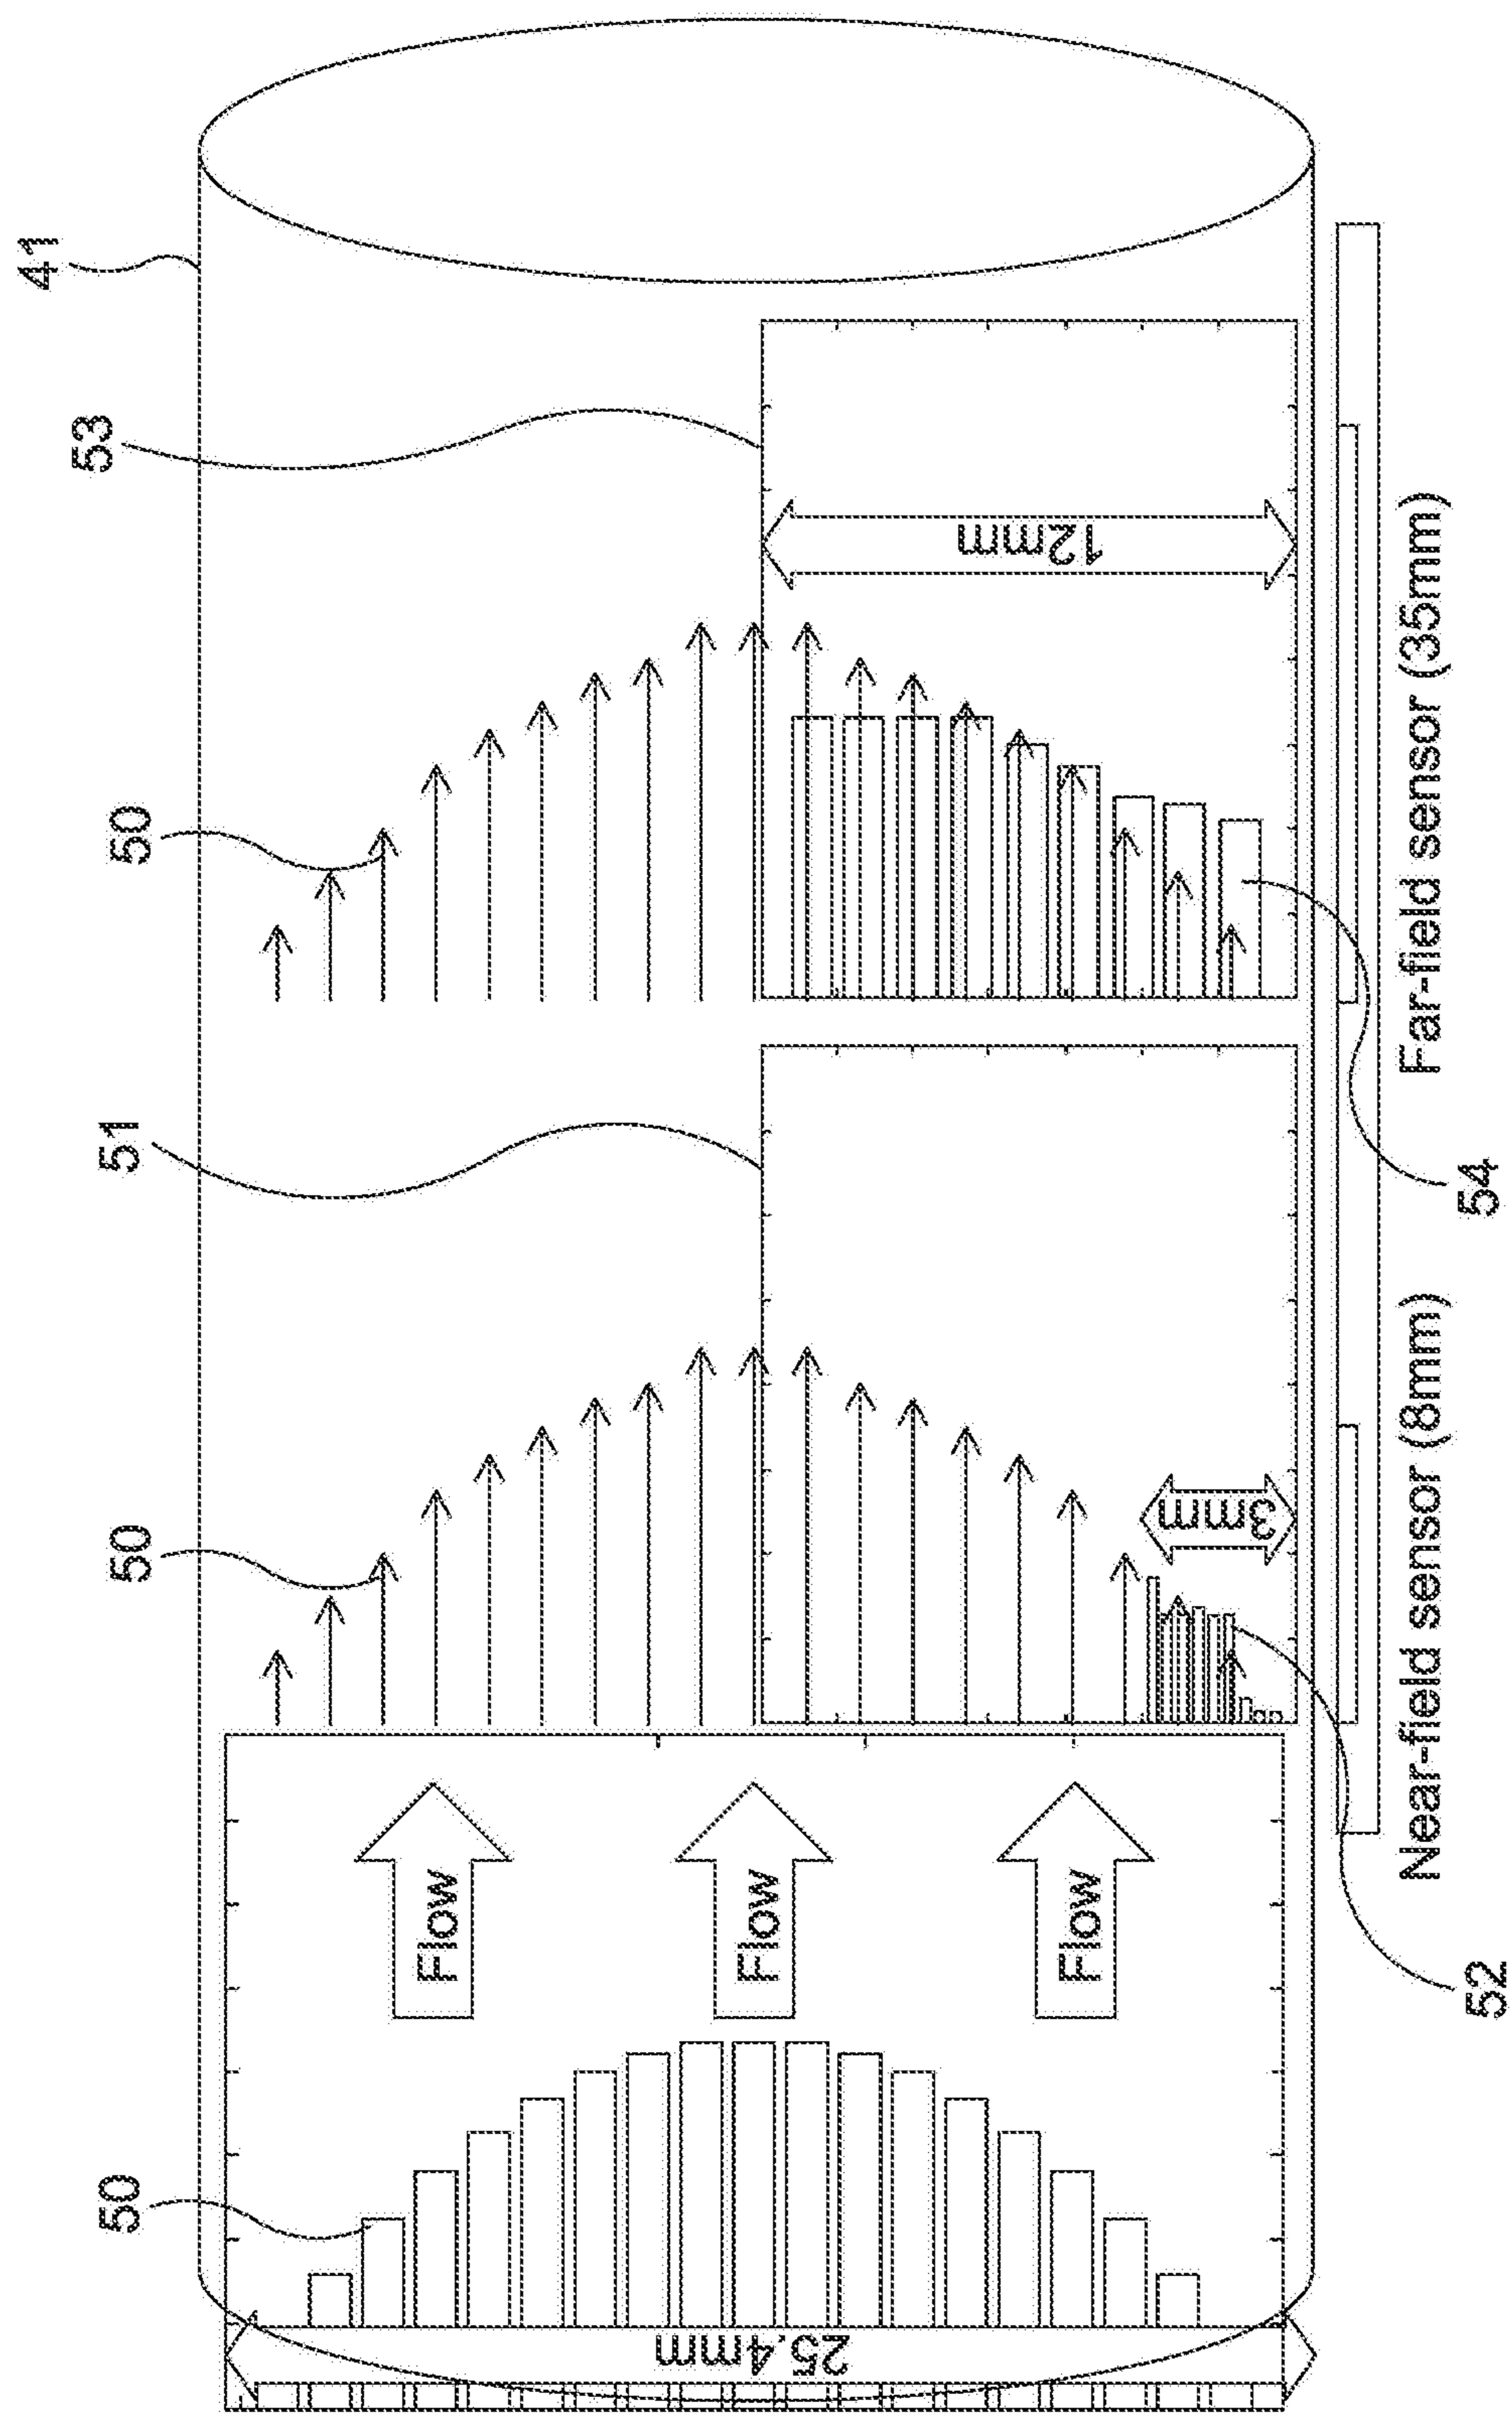 41
53
50
51
50
50
12mm
3mm
25.4mm
Flow
Flow
Flow
Near-field sensor (8mm)
Far-field sensor (35mm)
52
54